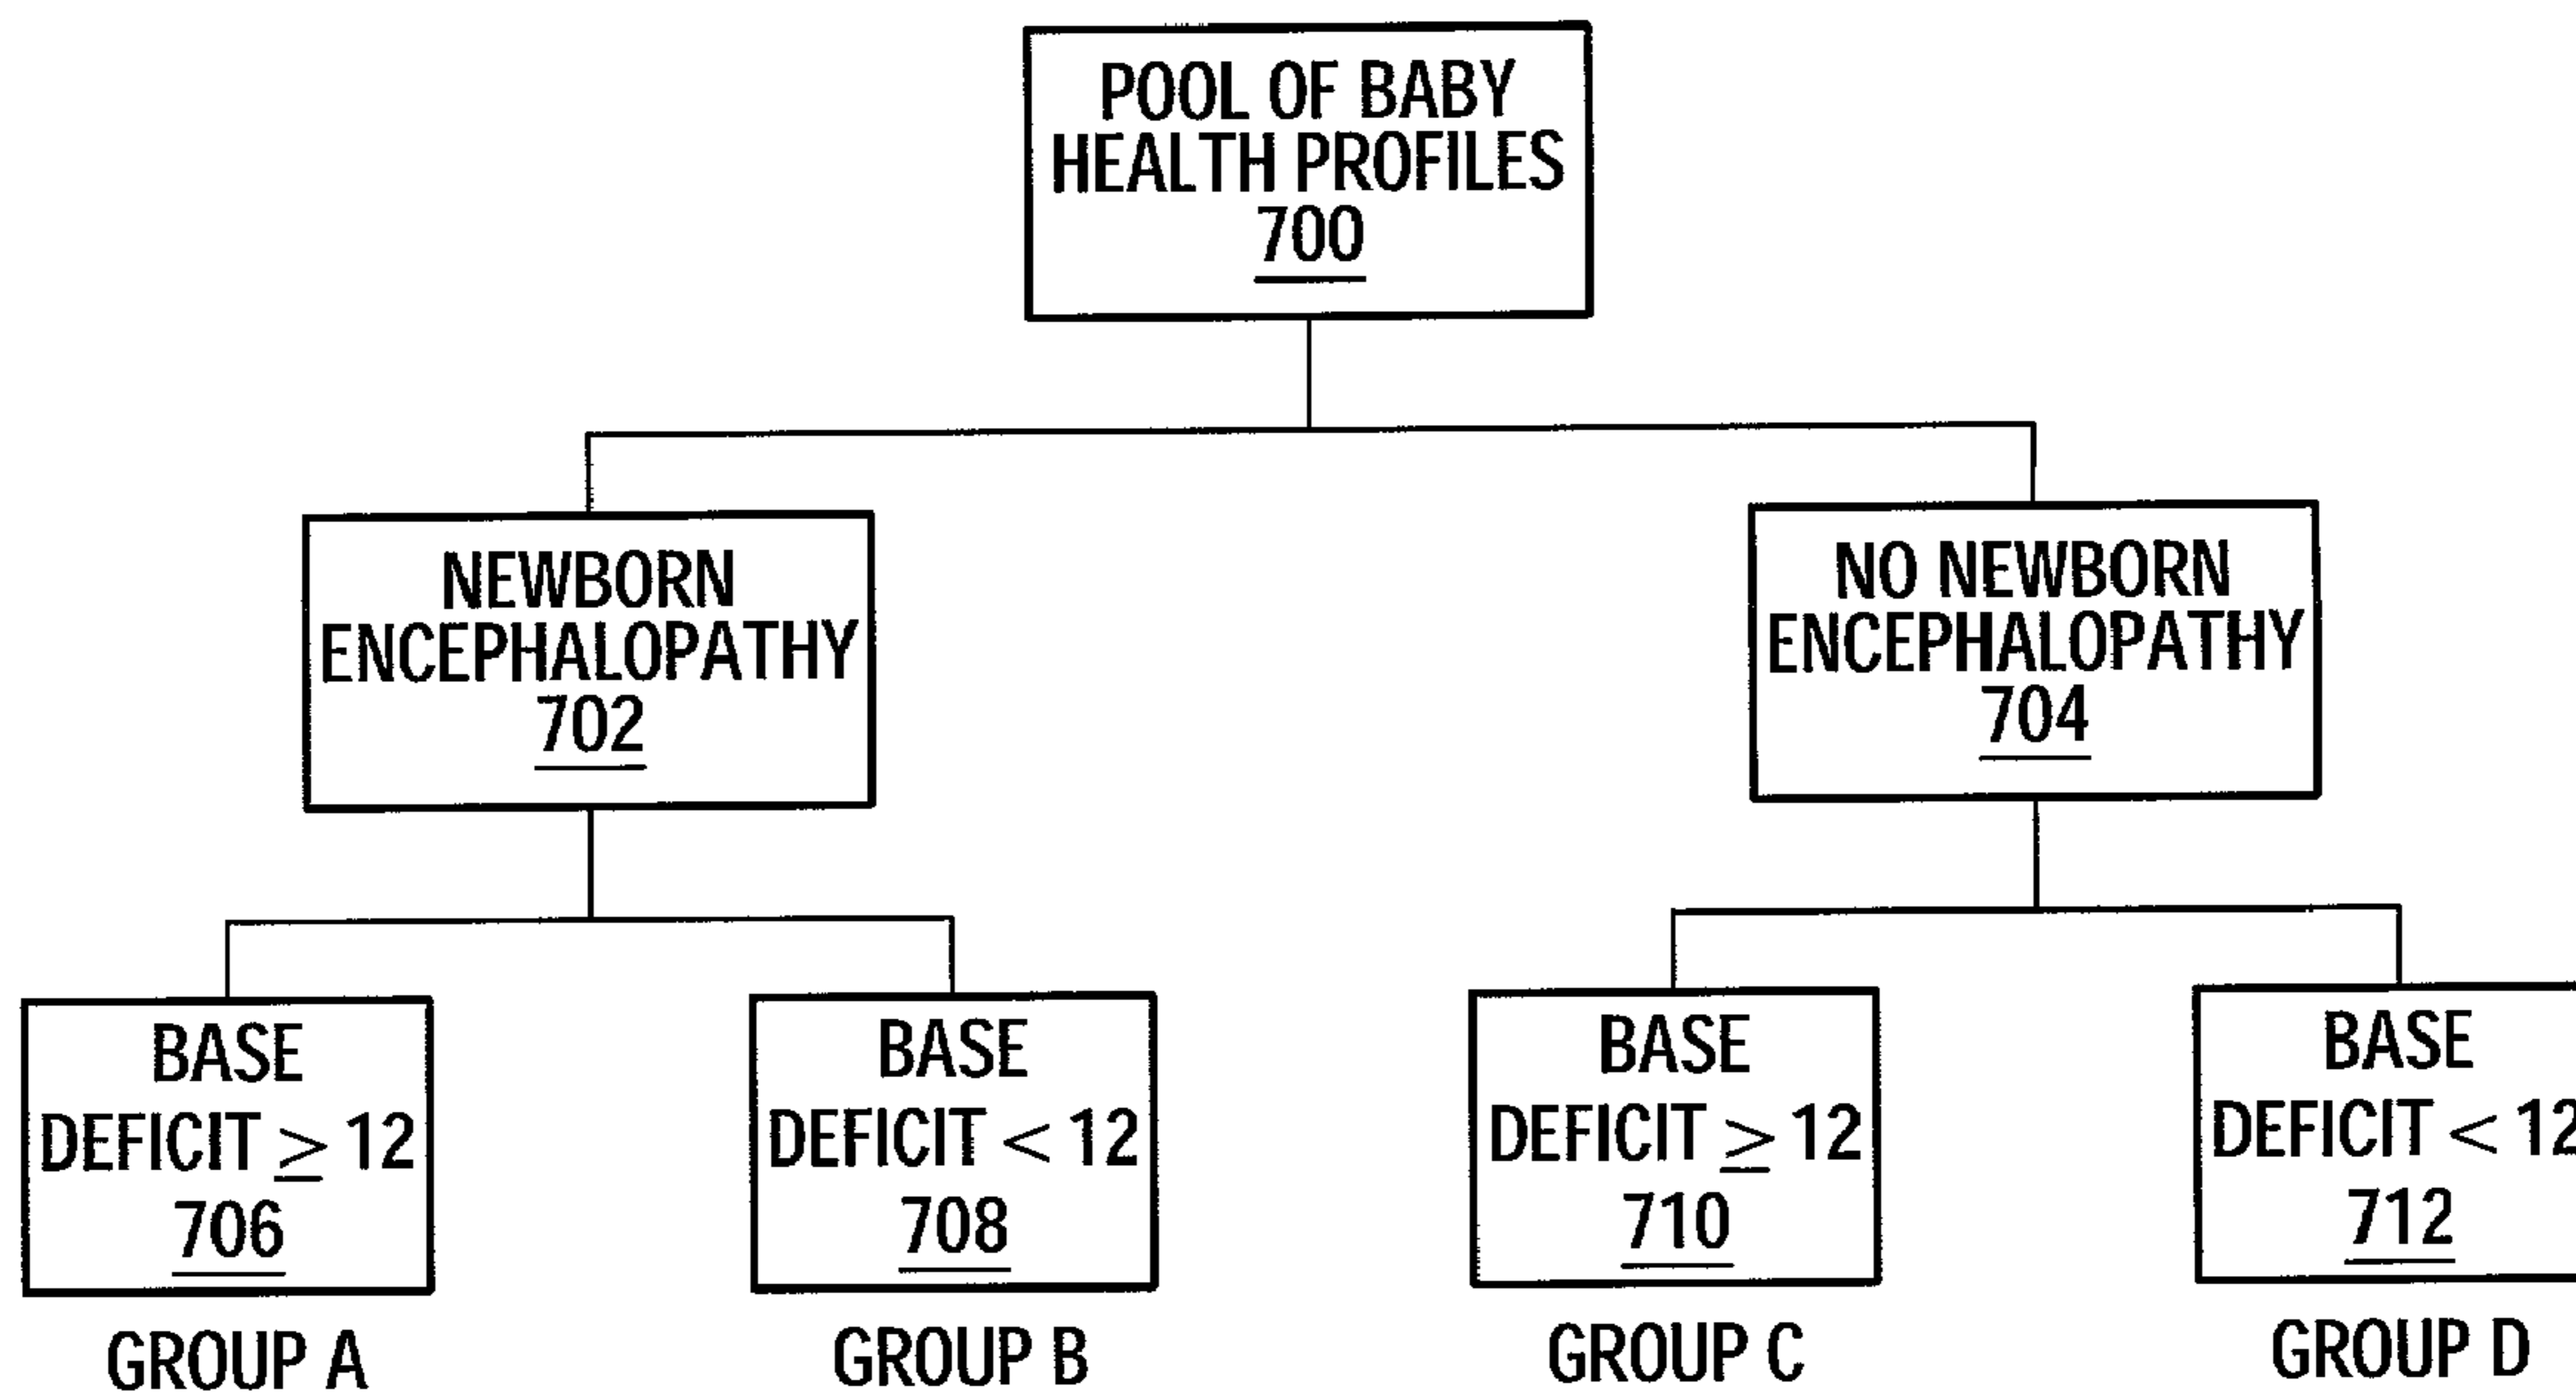 POOL OF BABY
HEALTH PROFILES
700
NEWBORN
ENCEPHALOPATHY
702
NO NEWBORN
ENCEPHALOPATHY
704
BASE
DEFICIT ≥ 12
706
GROUP A
BASE
DEFICIT < 12
708
GROUP B
BASE
DEFICIT ≥ 12
710
GROUP C
BASE
DEFICIT < 12
712
GROUP D